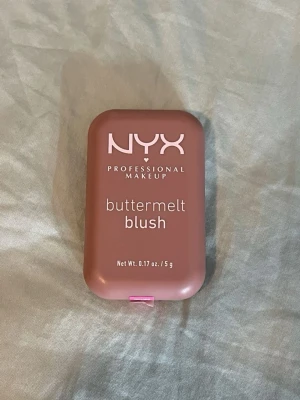 NYX
PROFESSIONAL
MAKEUP
buttermelt
blush
Net Wt. 0.17 oz. / 5 g